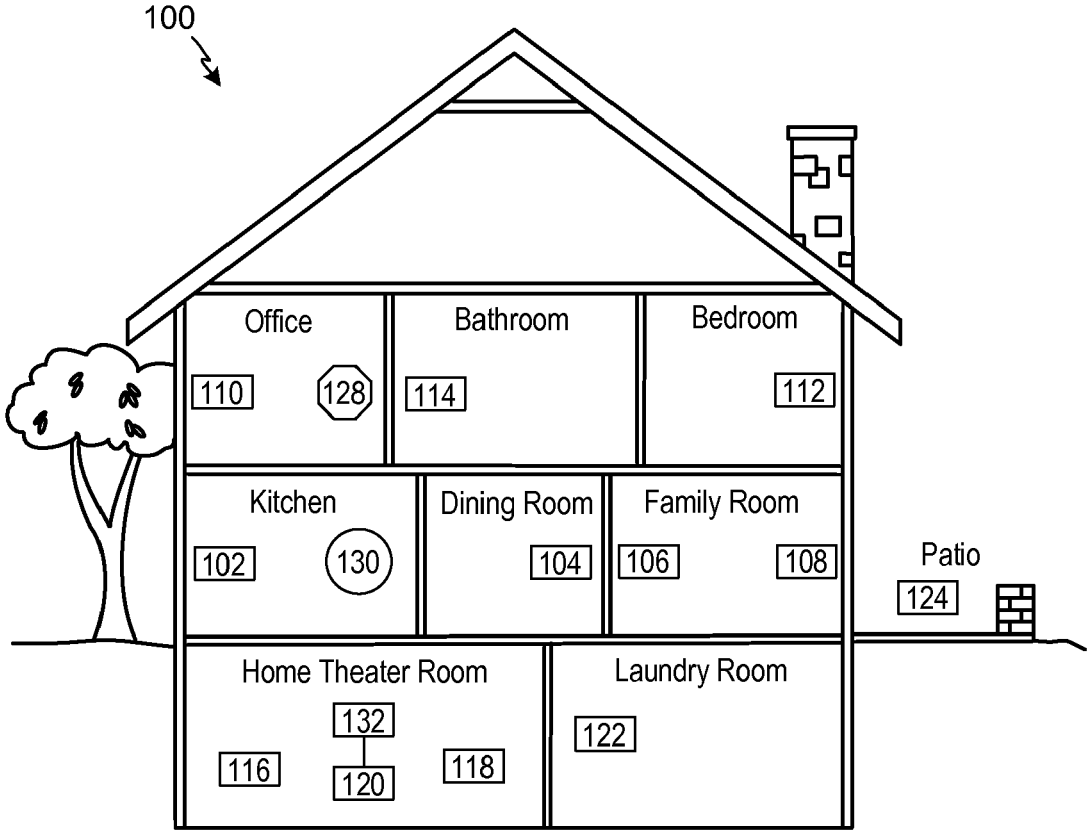 100
Office
Bathroom
Bedroom
110
128
114
112
Kitchen
Dining Room
Family Room
102
130
104
106
108
Patio
124
Home Theater Room
Laundry Room
132
122
116
120
118